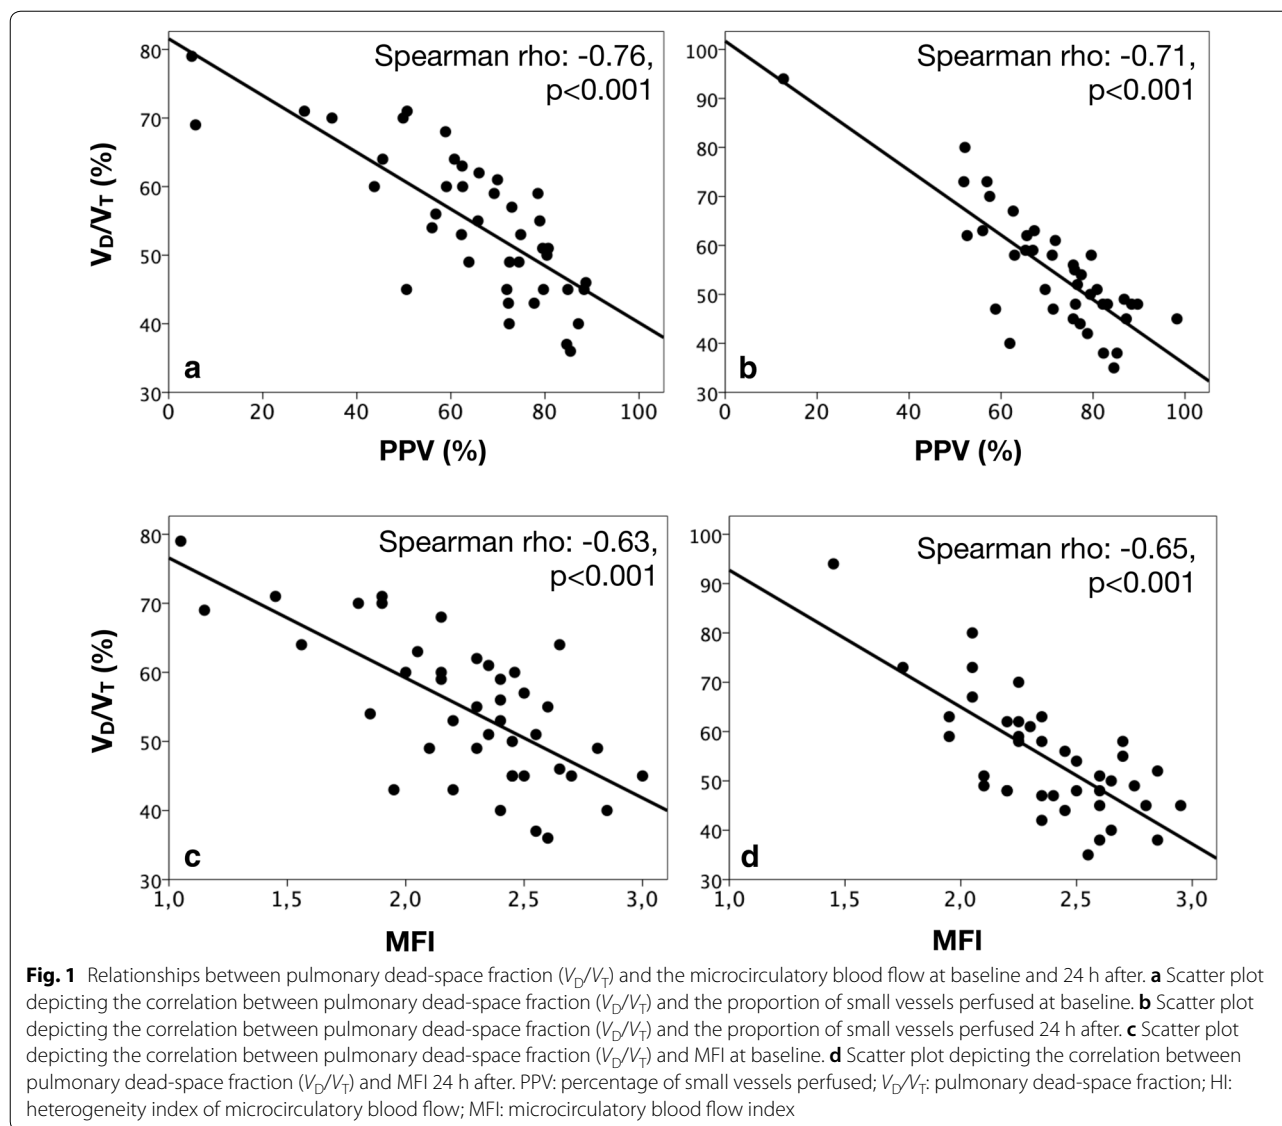 Spearman rho: -0.76,
p<0.001
80
70
60
50
40
30
V_D/V_T (%)
a
0 20 40 60 80 100
PPV (%)
Spearman rho: -0.71,
p<0.001
100
90
80
70
60
50
40
30
b
0 20 40 60 80 100
PPV (%)
Spearman rho: -0.63,
p<0.001
80
70
60
50
40
30
V_D/V_T (%)
c
1,0 1,5 2,0 2,5 3,0
MFI
Spearman rho: -0.65,
p<0.001
100
90
80
70
60
50
40
30
d
1,0 1,5 2,0 2,5 3,0
MFI
Fig. 1 Relationships between pulmonary dead-space fraction (V_D/V_T) and the microcirculatory blood flow at baseline and 24 h after. a Scatter plot
depicting the correlation between pulmonary dead-space fraction (V_D/V_T) and the proportion of small vessels perfused at baseline. b Scatter plot
depicting the correlation between pulmonary dead-space fraction (V_D/V_T) and the proportion of small vessels perfused 24 h after. c Scatter plot
depicting the correlation between pulmonary dead-space fraction (V_D/V_T) and MFI at baseline. d Scatter plot depicting the correlation between
pulmonary dead-space fraction (V_D/V_T) and MFI 24 h after. PPV: percentage of small vessels perfused; V_D/V_T: pulmonary dead-space fraction; HI:
heterogeneity index of microcirculatory blood flow; MFI: microcirculatory blood flow index